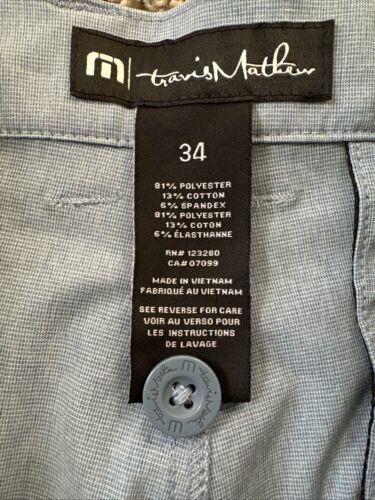 m travisMathew
34
81% POLYESTER
13% COTTON
6% SPANDEX
81% POLYESTER
13% COTON
6% ÉLASTHANNE
RN# 123280
CA# 07099
MADE IN VIETNAM
FABRIQUÉ AU VIETNAM
SEE REVERSE FOR CARE
VOIR AU VERSO POUR
LES INSTRUCTIONS
DE LAVAGE
travisMathew
m